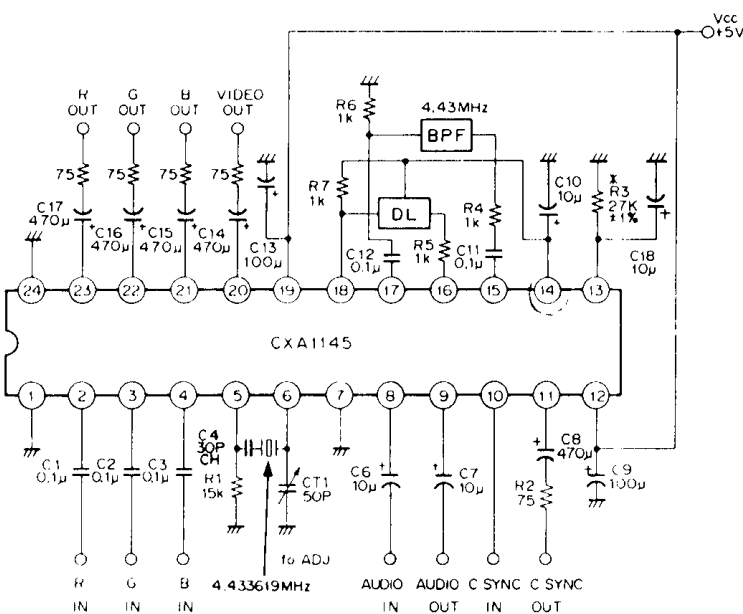 Vcc
+5V
R
OUT
G
OUT
B
OUT
VIDEO
OUT
R6
1k
4.43MHz
BPF
75
75
75
75
R7
1k
DL
R4
1k
C10
10μ
*
R3
27K
±1%
C17
470μ
C16
470μ
C15
470μ
C14
470μ
C13
100μ
C12
0.1μ
R5
1k
C11
0.1μ
C18
10μ
24
23
22
21
20
19
18
17
16
15
14
13
CXA1145
1
2
3
4
5
6
7
8
9
10
11
12
C1
0.1μ
C2
0.1μ
C3
0.1μ
C4
30P
CH
R1
15k
CT1
50P
C6
10μ
C7
10μ
C8
470μ
R2
75
C9
100μ
to ADJ
4.433619MHz
R
IN
G
IN
B
IN
AUDIO
IN
AUDIO
OUT
C SYNC
IN
C SYNC
OUT